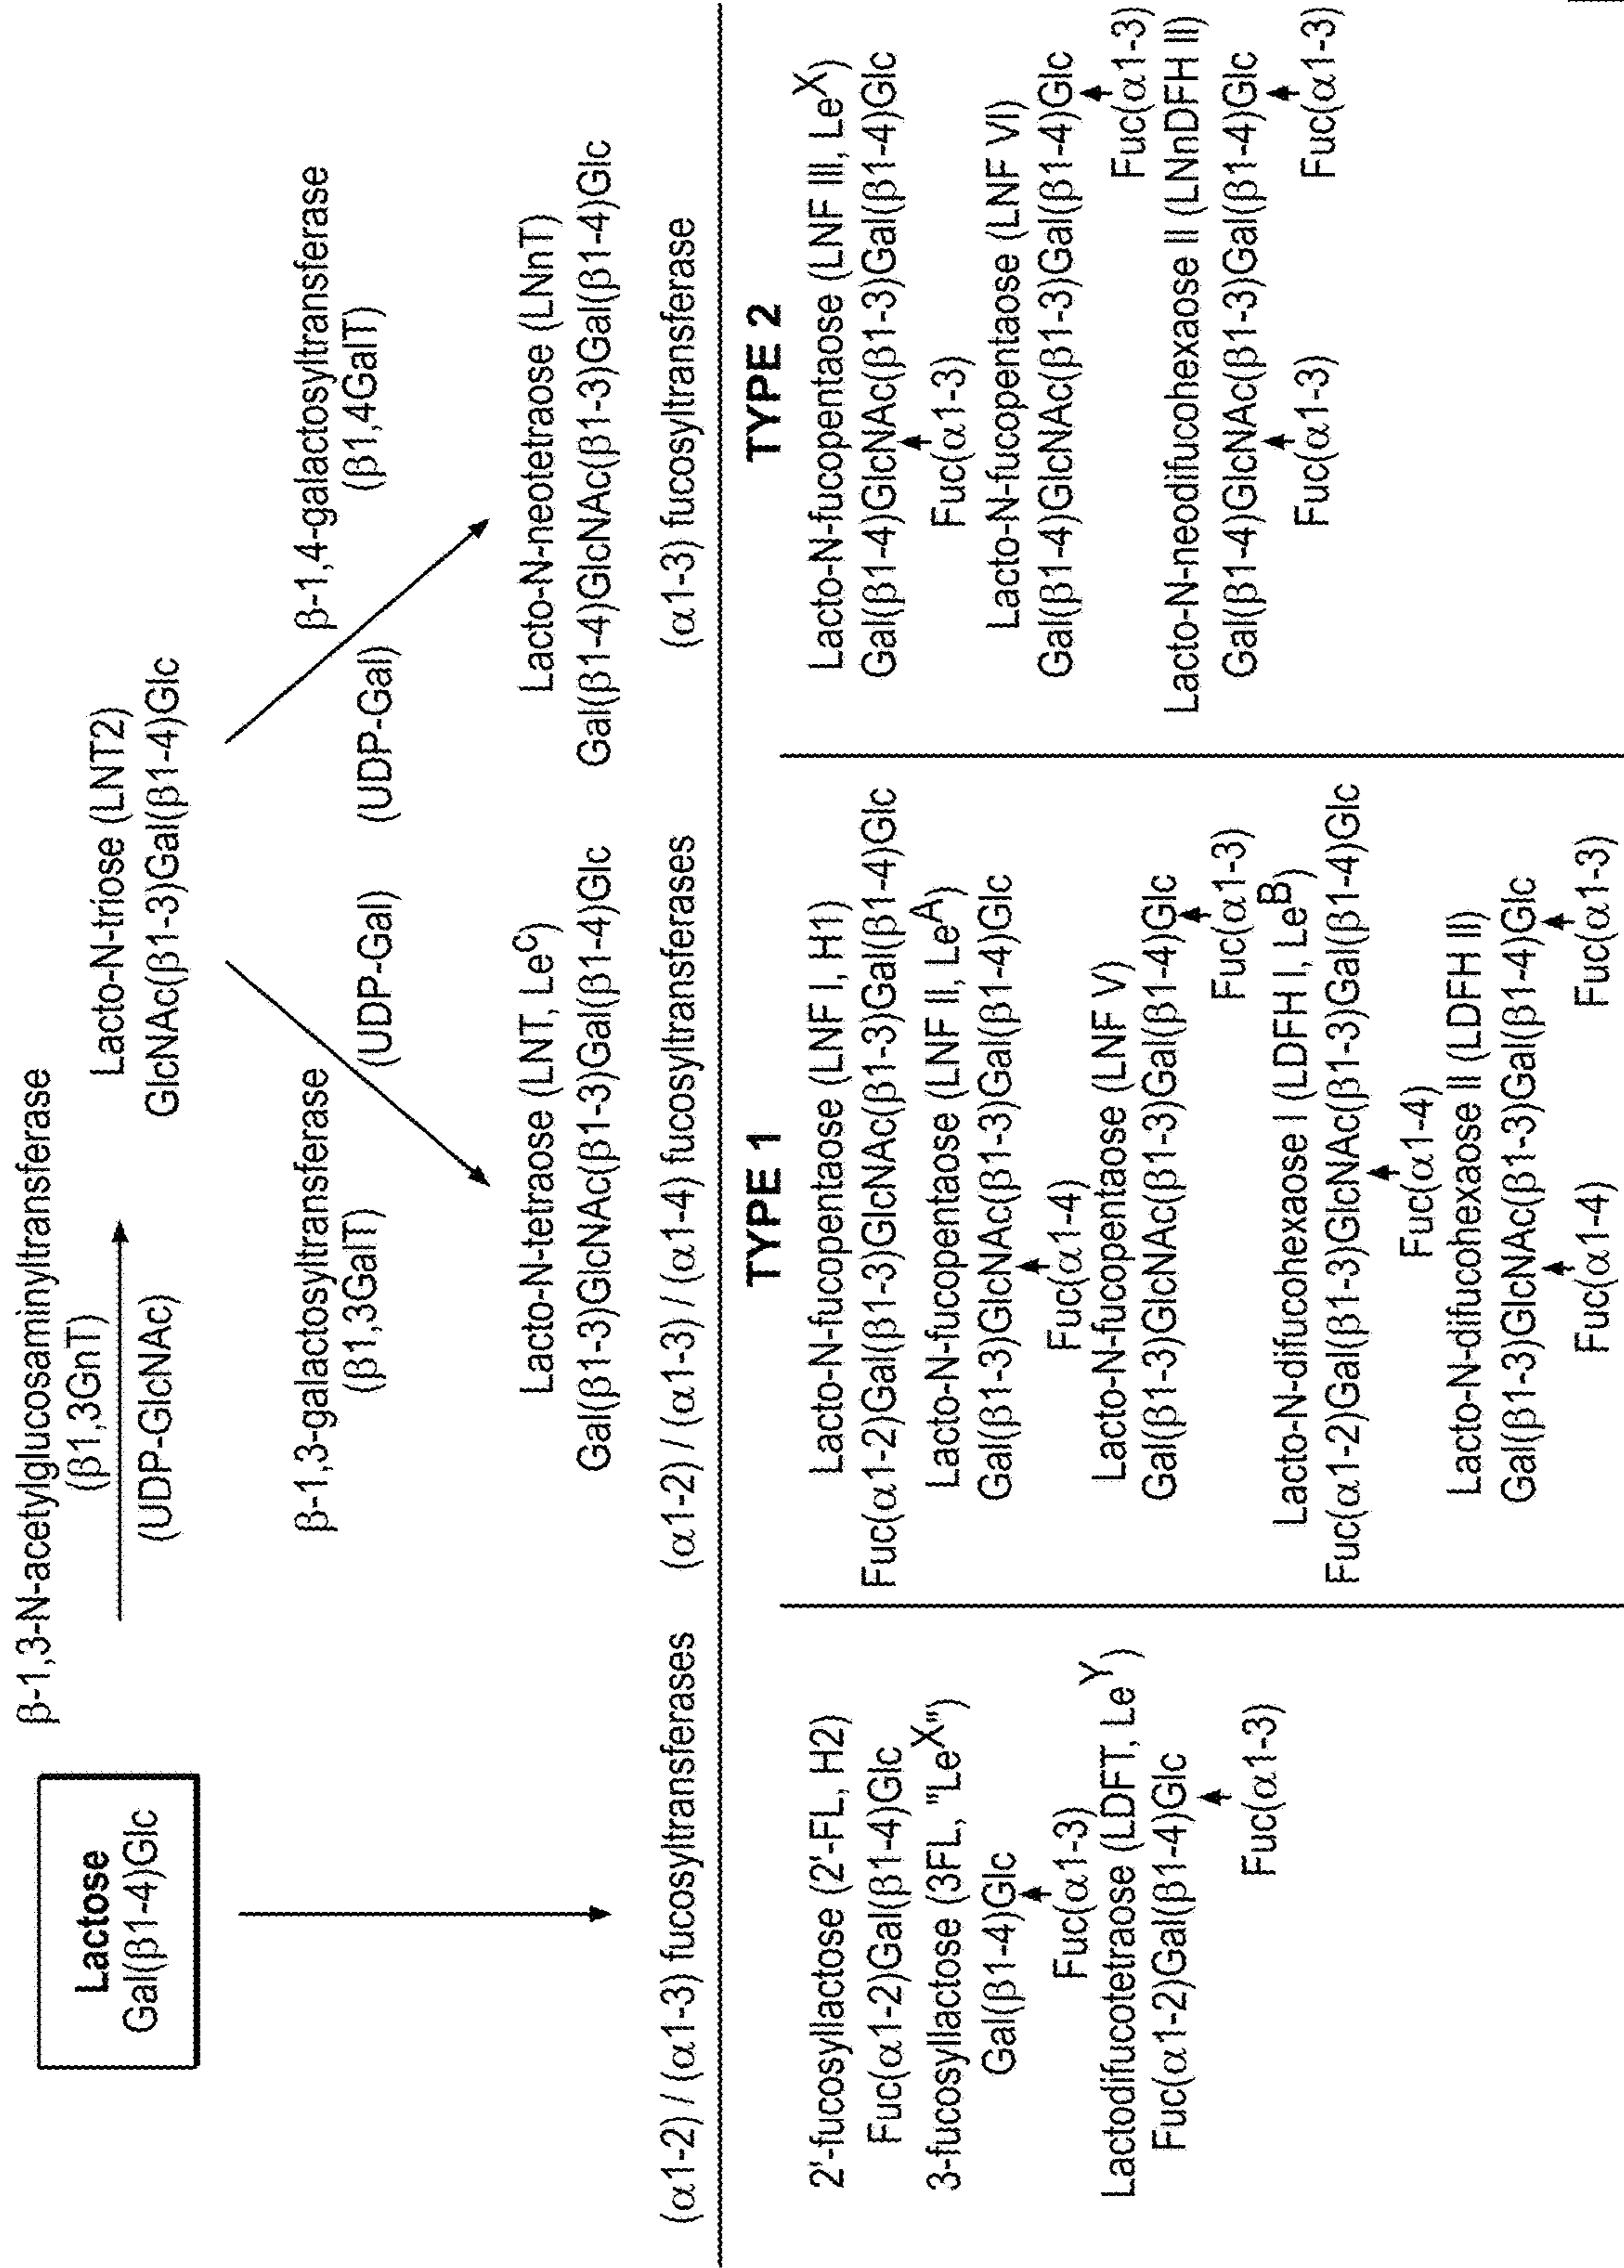 Lactose
Gal(β1-4)Glc
β-1,3-N-acetylglucosaminyltransferase
(β1,3GnT)
(UDP-GlcNAc)
Lacto-N-triose (LNT2)
GlcNAc(β1-3)Gal(β1-4)Glc
β-1,3-galactosyltransferase
(β1,3GalT)
(UDP-Gal)
(UDP-Gal)
β-1,4-galactosyltransferase
(β1,4GalT)
Lacto-N-tetraose (LNT, Le^C)
Gal(β1-3)GlcNAc(β1-3)Gal(β1-4)Glc
Lacto-N-neotetraose (LNnT)
Gal(β1-4)GlcNAc(β1-3)Gal(β1-4)Glc
(α1-2) / (α1-3) fucosyltransferases
(α1-2) / (α1-3) / (α1-4) fucosyltransferases
(α1-3) fucosyltransferase
2'-fucosyllactose (2'-FL, H2)
Fuc(α1-2)Gal(β1-4)Glc
3-fucosyllactose (3FL, "Le^X")
Gal(β1-4)Glc
Fuc(α1-3)
Lactodifucotetraose (LDFT, Le^Y)
Fuc(α1-2)Gal(β1-4)Glc
Fuc(α1-3)
TYPE 1
Lacto-N-fucopentaose (LNF I, H1)
Fuc(α1-2)Gal(β1-3)GlcNAc(β1-3)Gal(β1-4)Glc
Lacto-N-fucopentaose (LNF II, Le^A)
Gal(β1-3)GlcNAc(β1-3)Gal(β1-4)Glc
Fuc(α1-4)
Lacto-N-fucopentaose (LNF V)
Gal(β1-3)GlcNAc(β1-3)Gal(β1-4)Glc
Fuc(α1-3)
Lacto-N-difucohexaose I (LDFH I, Le^B)
Fuc(α1-2)Gal(β1-3)GlcNAc(β1-3)Gal(β1-4)Glc
Fuc(α1-4)
Lacto-N-difucohexaose II (LDFH II)
Gal(β1-3)GlcNAc(β1-3)Gal(β1-4)Glc
Fuc(α1-4) Fuc(α1-3)
TYPE 2
Lacto-N-fucopentaose (LNF III, Le^X)
Gal(β1-4)GlcNAc(β1-3)Gal(β1-4)Glc
Fuc(α1-3)
Lacto-N-fucopentaose (LNF VI)
Gal(β1-4)GlcNAc(β1-3)Gal(β1-4)Glc
Fuc(α1-3)
Lacto-N-neodifucohexaose II (LNnDFH II)
Gal(β1-4)GlcNAc(β1-3)Gal(β1-4)Glc
Fuc(α1-3) Fuc(α1-3)